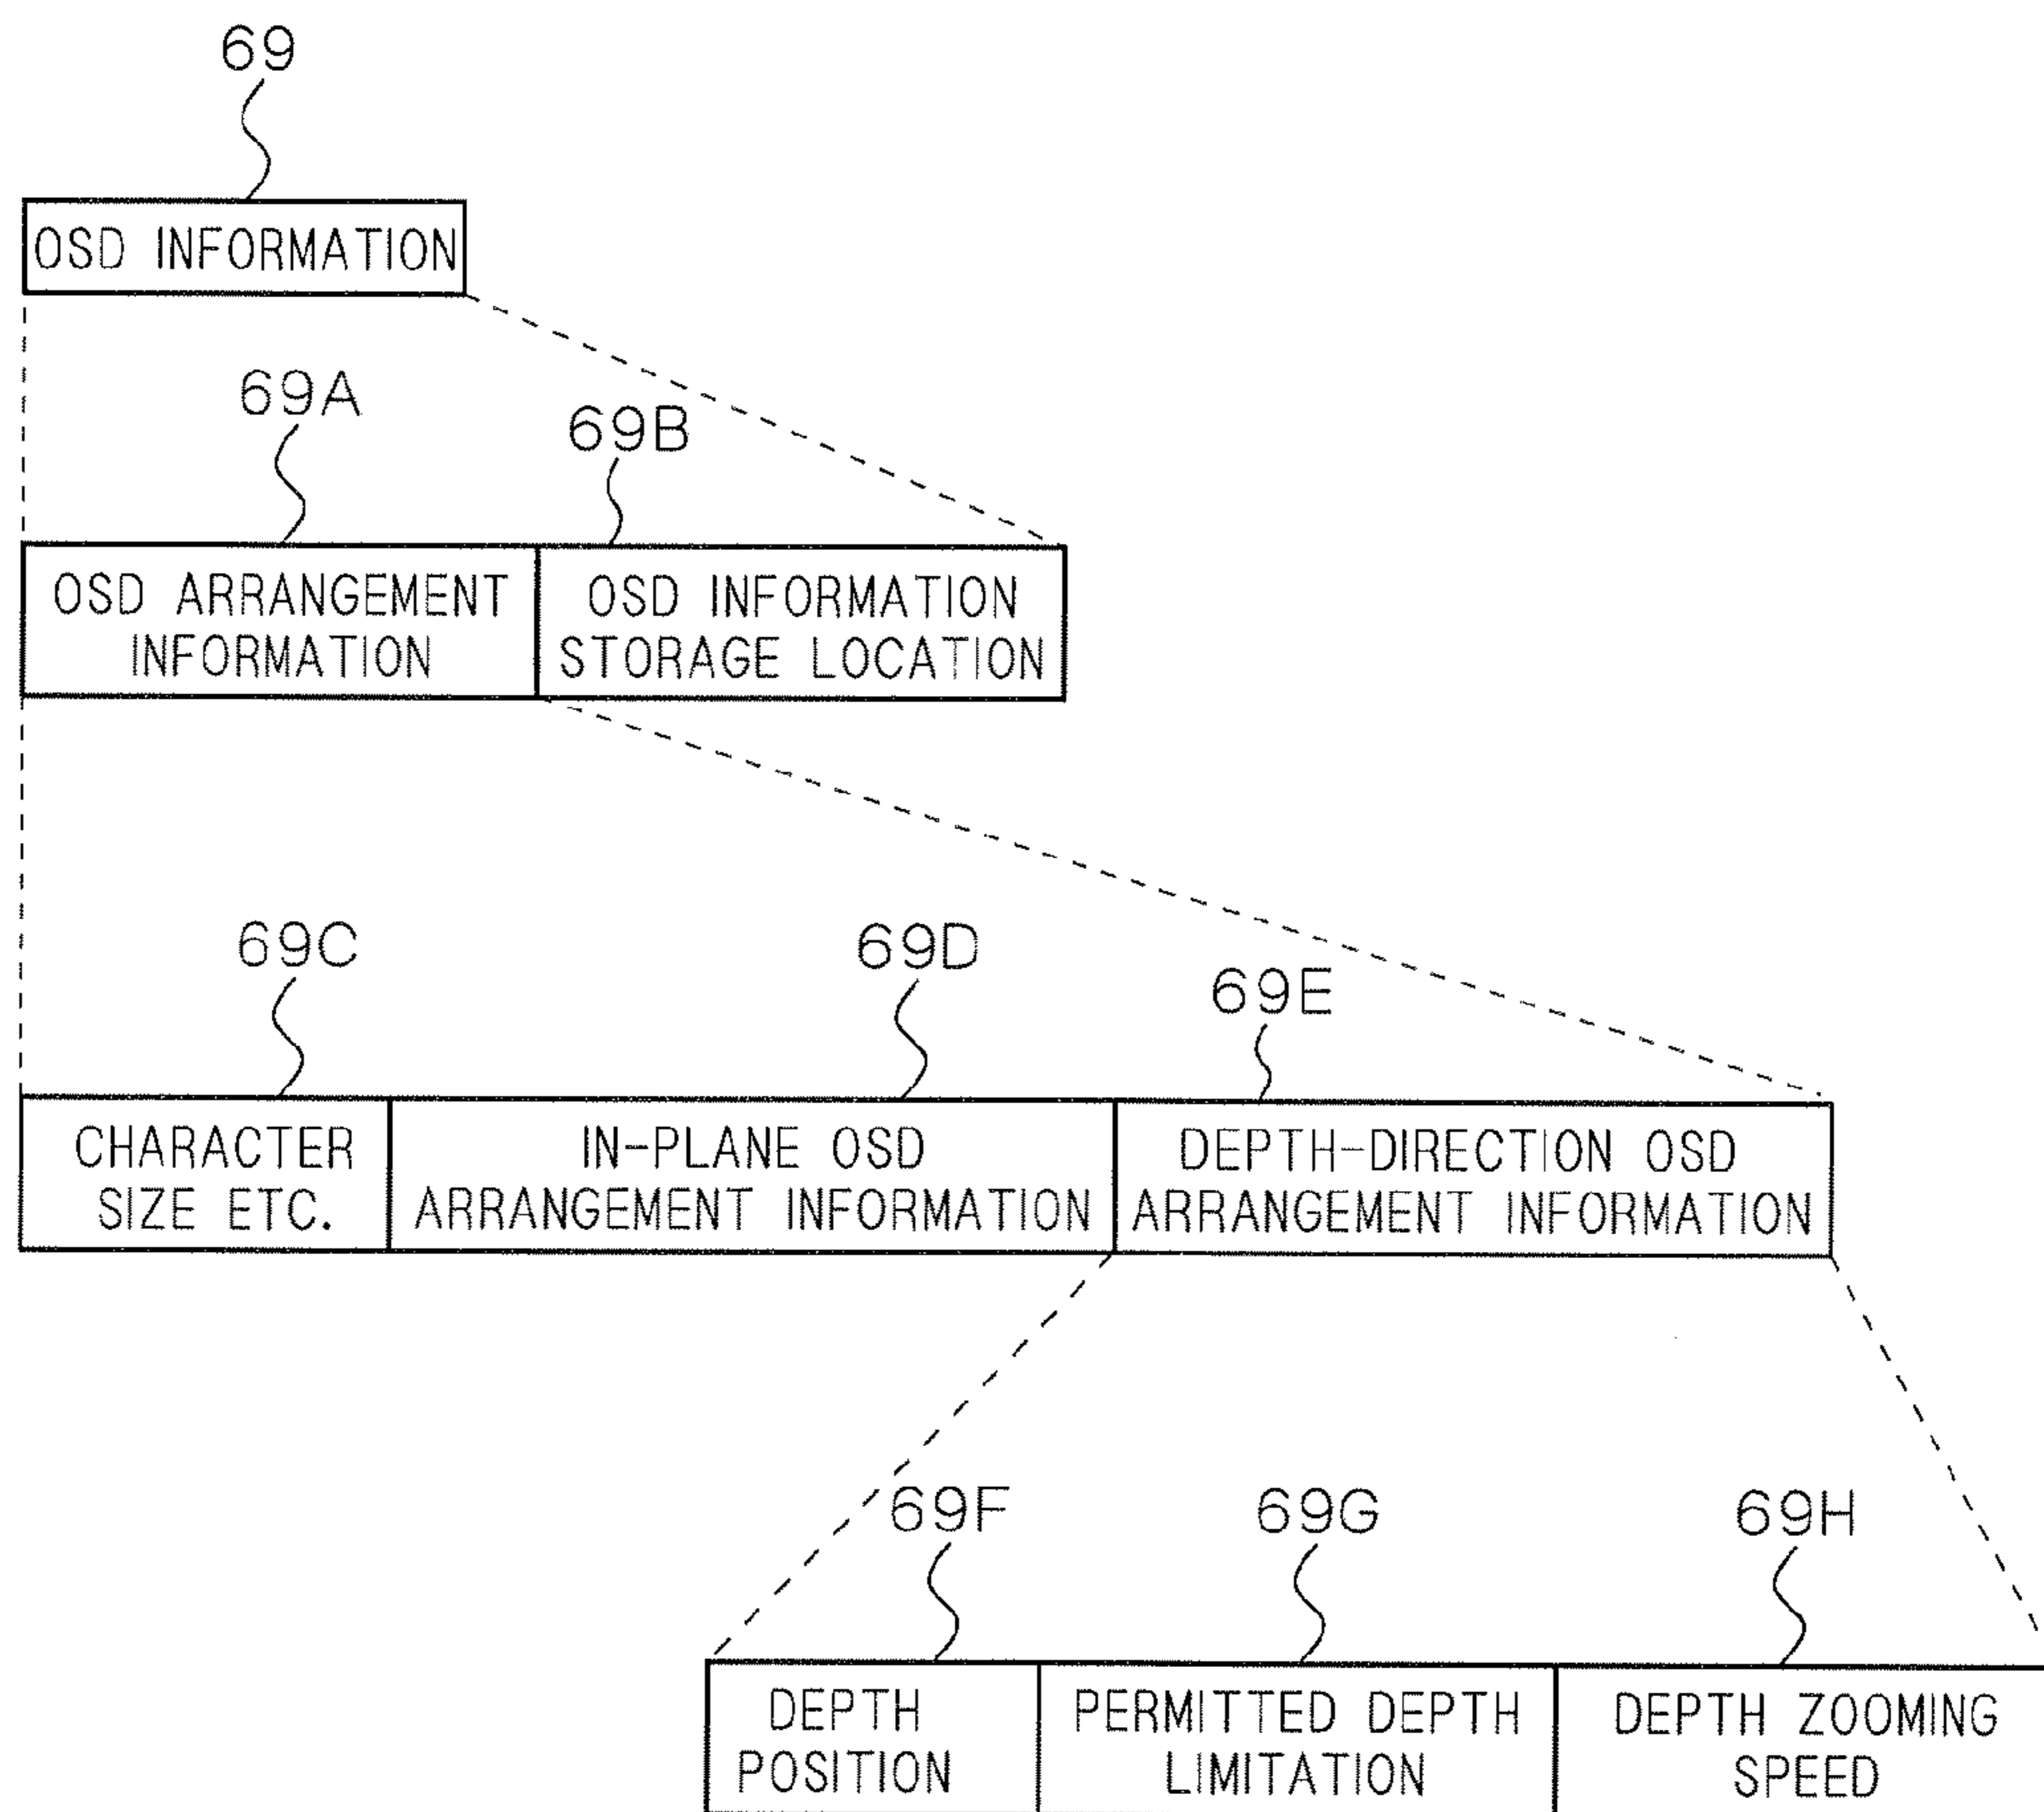 69
OSD INFORMATION
69A
69B
OSD ARRANGEMENT
INFORMATION
OSD INFORMATION
STORAGE LOCATION
69C
69D
69E
CHARACTER
SIZE ETC.
IN-PLANE OSD
ARRANGEMENT INFORMATION
DEPTH-DIRECTION OSD
ARRANGEMENT INFORMATION
69F
69G
69H
DEPTH
POSITION
PERMITTED DEPTH
LIMITATION
DEPTH ZOOMING
SPEED